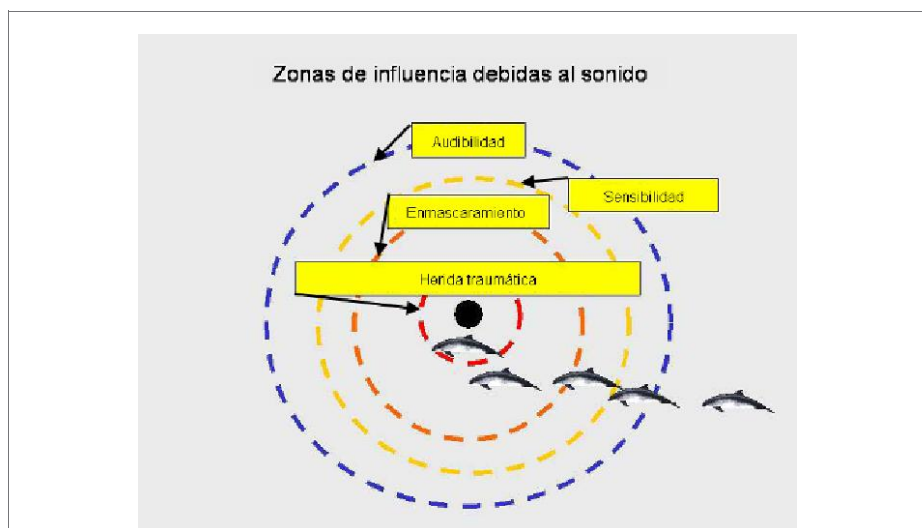 Zonas de influencia debidas al sonido
Audibilidad
Sensibilidad
Enmascaramiento
Herida traumática